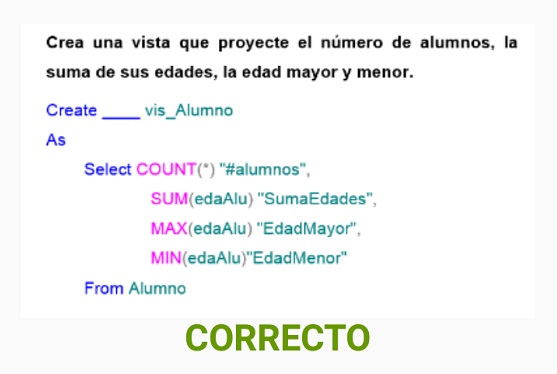 Crea una vista que proyecte el número de alumnos, la
suma de sus edades, la edad mayor y menor.
Create ____ vis_Alumno
As
Select COUNT(*) "#alumnos",
SUM(edaAlu) "SumaEdades",
MAX(edaAlu) "EdadMayor",
MIN(edaAlu)"EdadMenor"
From Alumno
CORRECTO